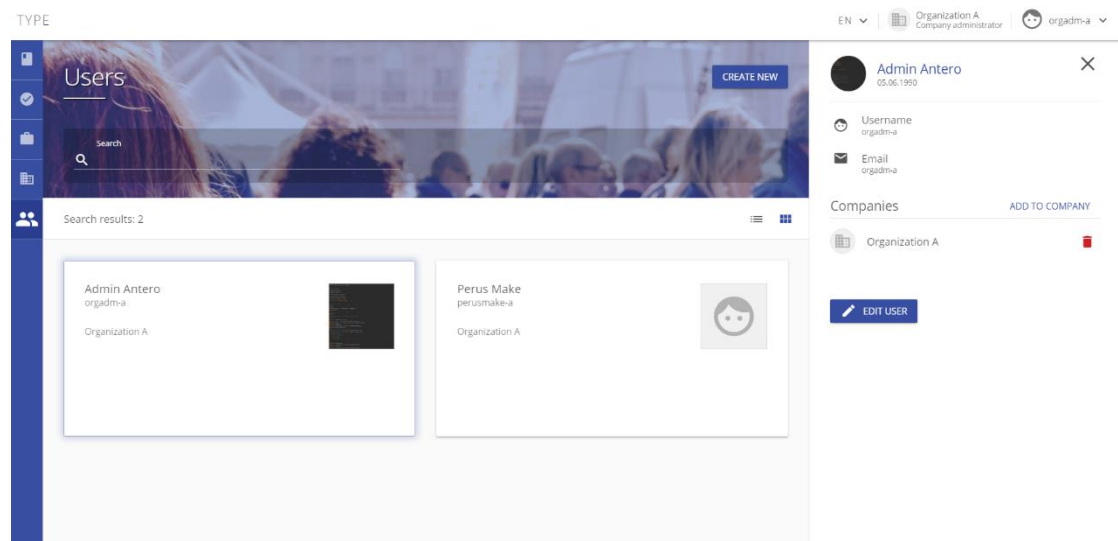 TYPE
EN
Organization A
Company administrator
orgadm-a
Users
CREATE NEW
Search
Search results: 2
Admin Antero
orgadm-a
Organization A
Perus Make
perusmake-a
Organization A
Admin Antero
05.06.1990
Username
orgadm-a
Email
orgadm-a
Companies
ADD TO COMPANY
Organization A
EDIT USER